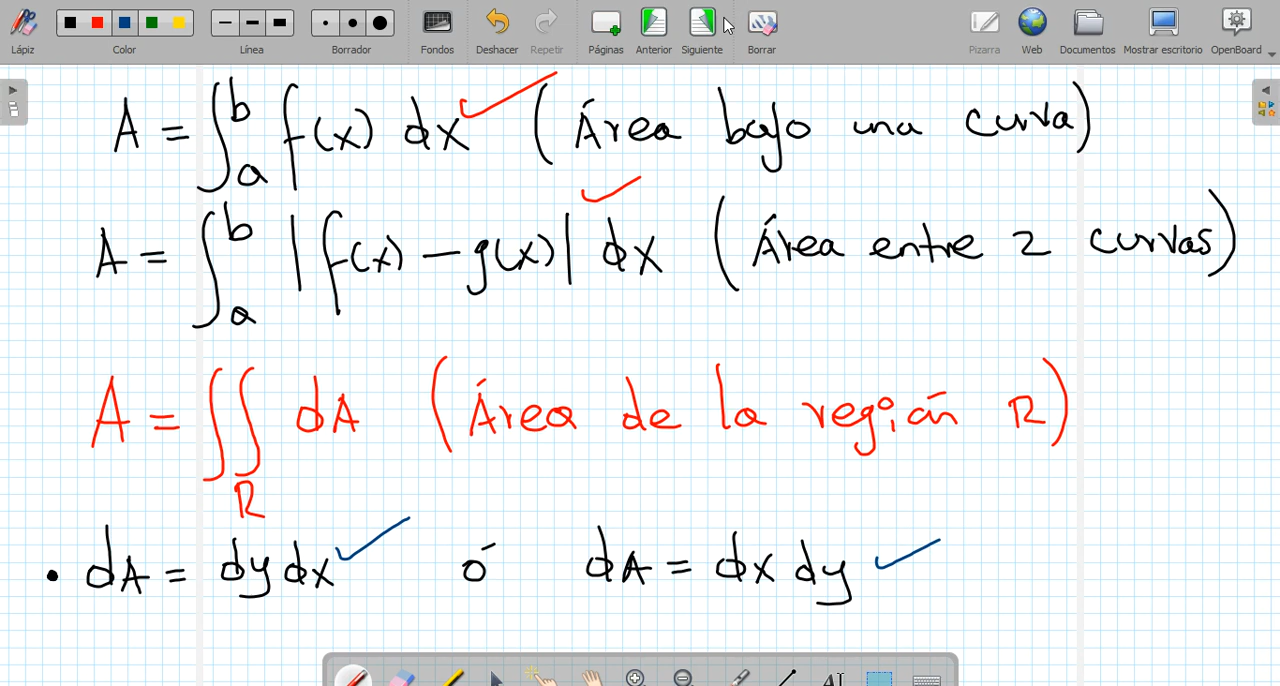 Lápiz Color Línea Borrador Fondos Deshacer Repetir Páginas Anterior Siguiente Borrar Pizarra Web Documentos Mostrar escritorio OpenBoard
A = ∫_a^b f(x) dx ✓ (Área bajo una curva)
A = ∫_a^b |f(x) − g(x)| dx ✓ (Área entre 2 curvas)
A = ∬_R dA (Área de la región R)
• dA = dy dx ✓ ó dA = dx dy ✓